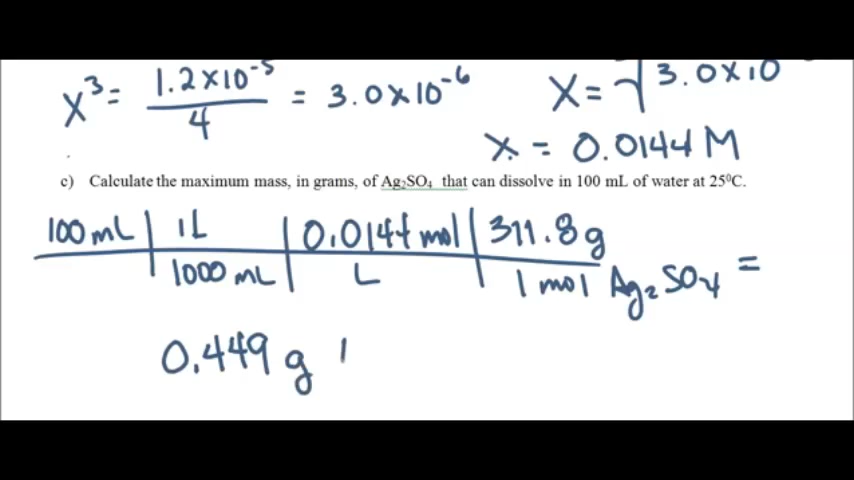 x³ = 1.2×10⁻⁵ / 4 = 3.0×10⁻⁶
x = √3.0×10
x = 0.0144 M
c) Calculate the maximum mass, in grams, of Ag₂SO₄ that can dissolve in 100 mL of water at 25⁰C.
100 mL | 1L | 0.0144 mol | 311.8 g
1000 mL | L | 1 mol Ag₂SO₄ =
0.449 g